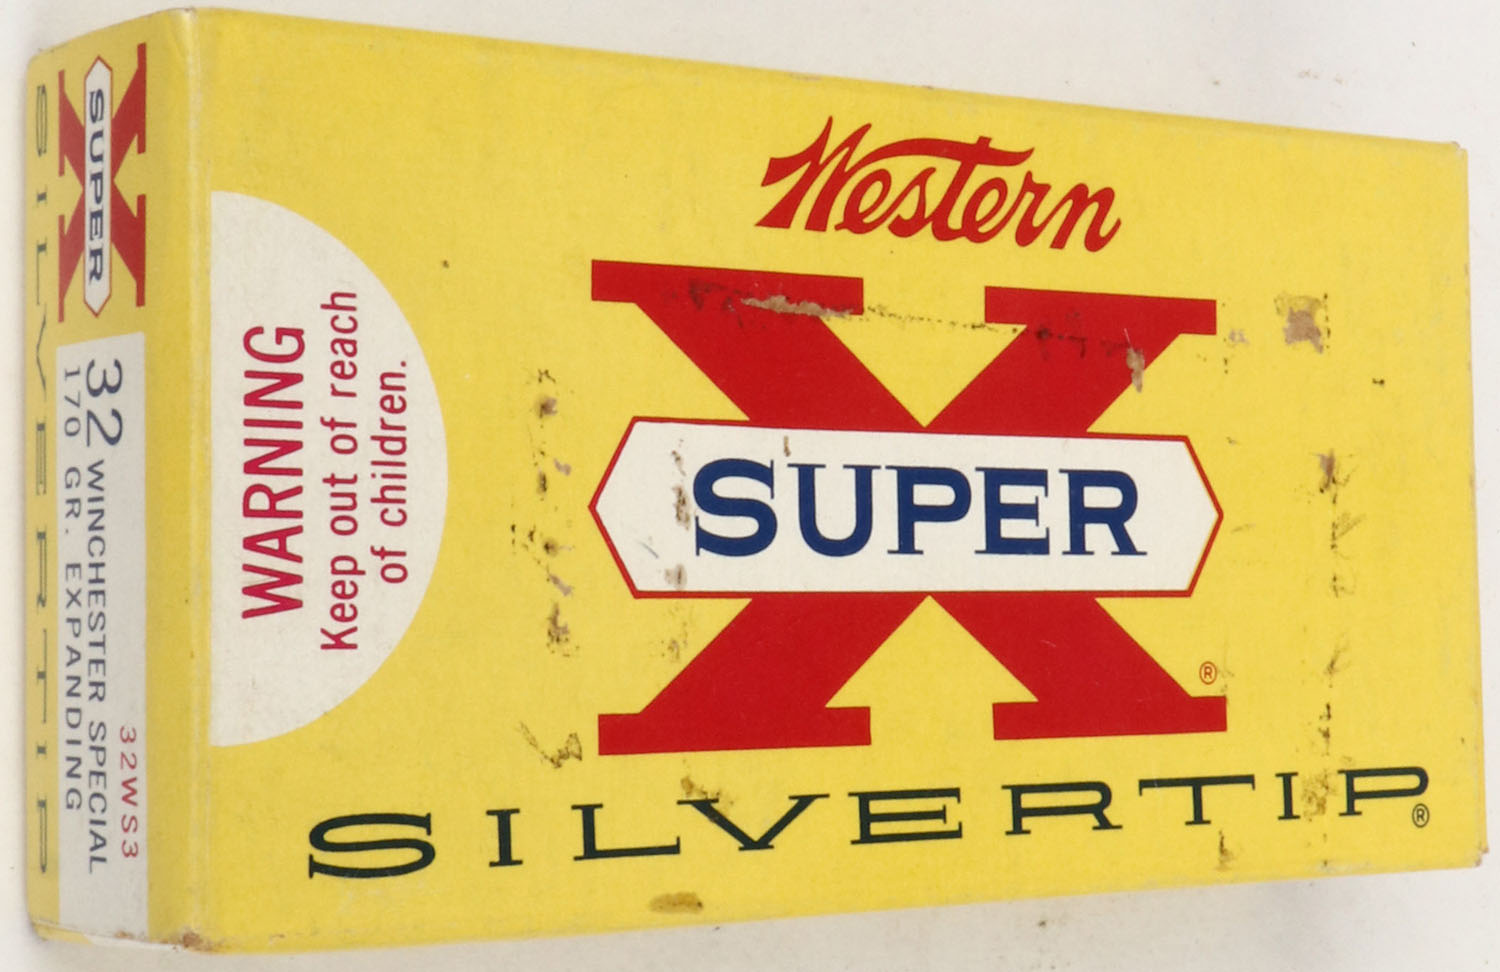 Western
SUPER X
®
SILVERTIP®
WARNING
Keep out of reach
of children.
SUPER X
SILVERTIP
32WS3
32 WINCHESTER SPECIAL
170 GR. EXPANDING